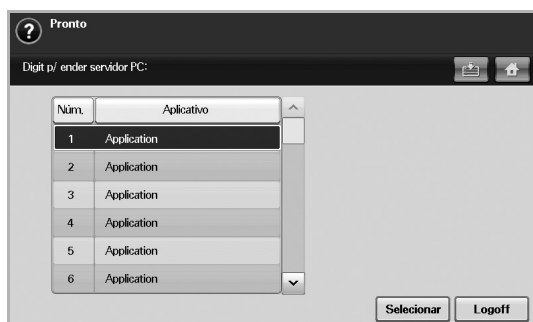 Pronto
Digit p/ ender servidor PC:
Núm. Aplicativo
1 Application
2 Application
3 Application
4 Application
5 Application
6 Application
Selecionar Logoff